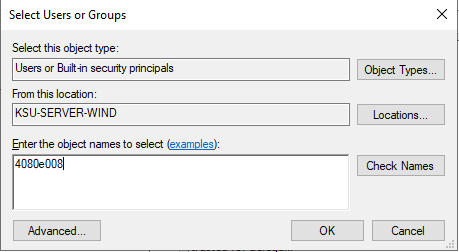 Select Users or Groups
Select this object type:
Users or Built-in security principals
Object Types...
From this location:
KSU-SERVER-WIND
Locations...
Enter the object names to select (examples):
4080e008
Check Names
Advanced...
OK
Cancel